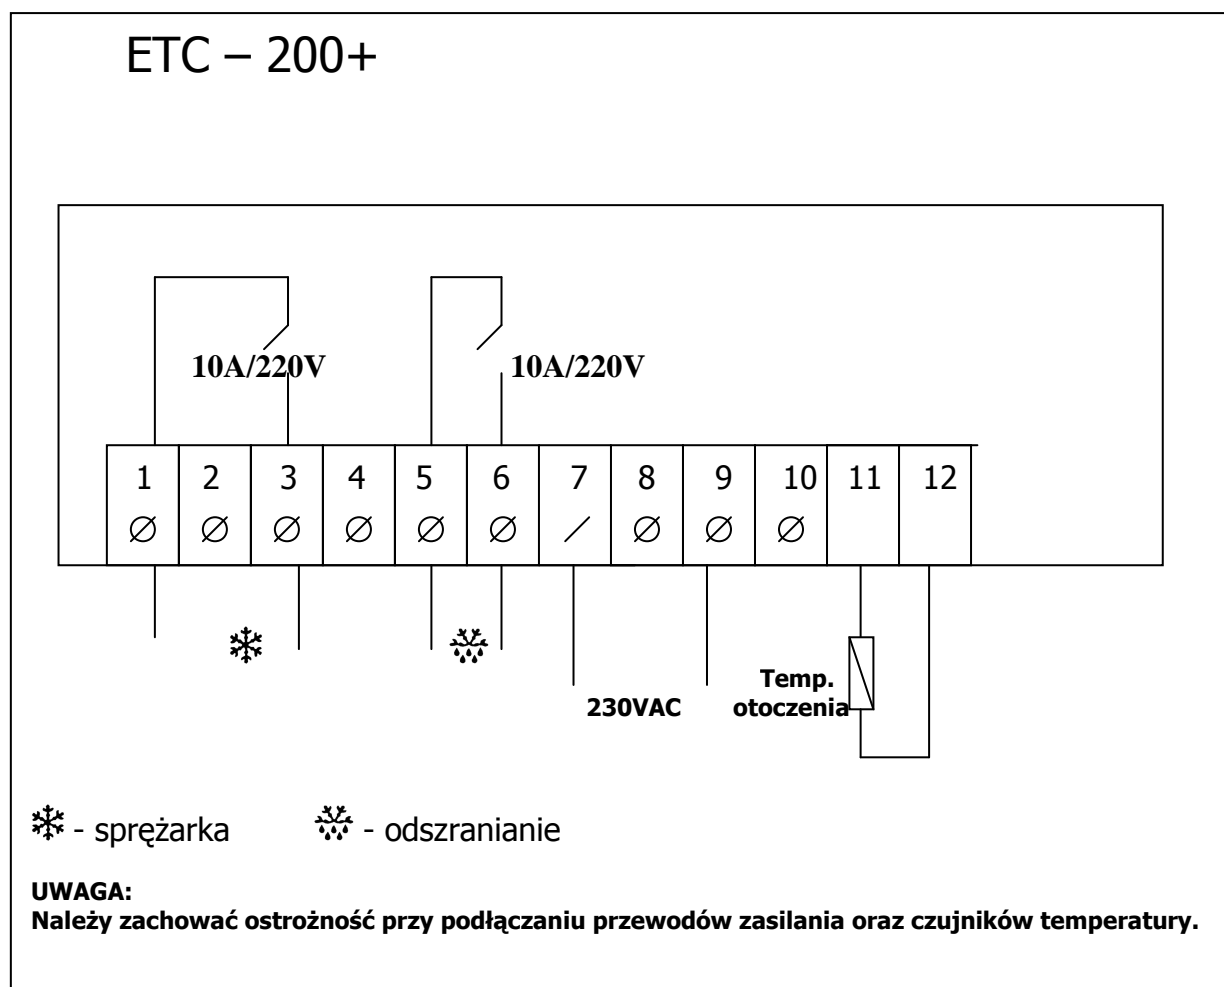 ETC – 200+
10A/220V 10A/220V
1 2 3 4 5 6 7 8 9 10 11 12
Temp.
230VAC otoczenia
- sprężarka - odszranianie
UWAGA:
Należy zachować ostrożność przy podłączaniu przewodów zasilania oraz czujników temperatury.